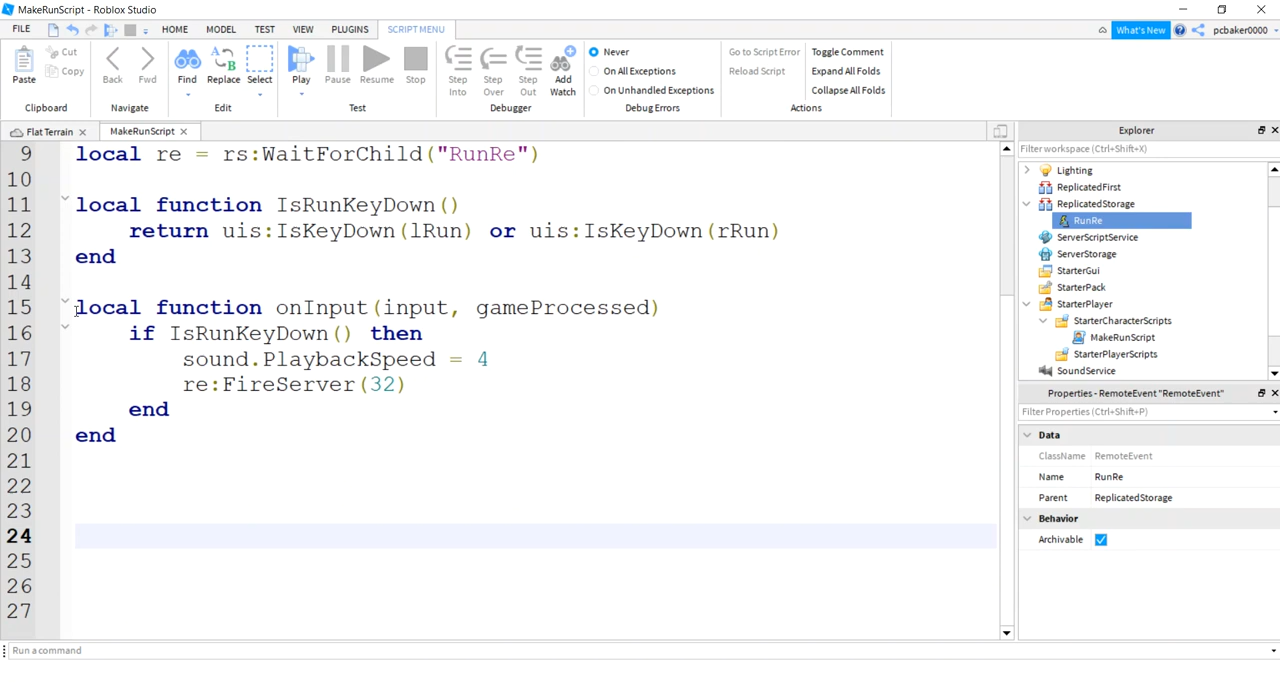 MakeRunScript - Roblox Studio
FILE HOME MODEL TEST VIEW PLUGINS SCRIPT MENU What's New pcbaker0000
Paste Cut Copy Back Fwd Find Replace Select Play Pause Resume Stop Step Into Step Over Step Out Add Watch
Never
On All Exceptions
On Unhandled Exceptions
Go to Script Error
Reload Script
Toggle Comment
Expand All Folds
Collapse All Folds
Clipboard Navigate Edit Test Debugger Debug Errors Actions
Flat Terrain MakeRunScript
9 local re = rs:WaitForChild("RunRe")
10
11 local function IsRunKeyDown()
12 return uis:IsKeyDown(lRun) or uis:IsKeyDown(rRun)
13 end
14
15 local function onInput(input, gameProcessed)
16 if IsRunKeyDown() then
17 sound.PlaybackSpeed = 4
18 re:FireServer(32)
19 end
20 end
21
22
23
24
25
26
27
Explorer
Filter workspace (Ctrl+Shift+X)
Lighting
ReplicatedFirst
ReplicatedStorage
RunRe
ServerScriptService
ServerStorage
StarterGui
StarterPack
StarterPlayer
StarterCharacterScripts
MakeRunScript
StarterPlayerScripts
SoundService
Properties - RemoteEvent "RemoteEvent"
Filter Properties (Ctrl+Shift+P)
Data
ClassName RemoteEvent
Name RunRe
Parent ReplicatedStorage
Behavior
Archivable
Run a command